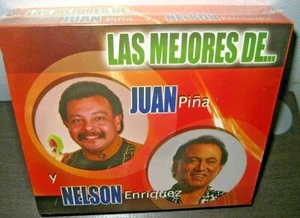 LAS MEJORES DE...
JUAN Piña
y
NELSON Enriquez